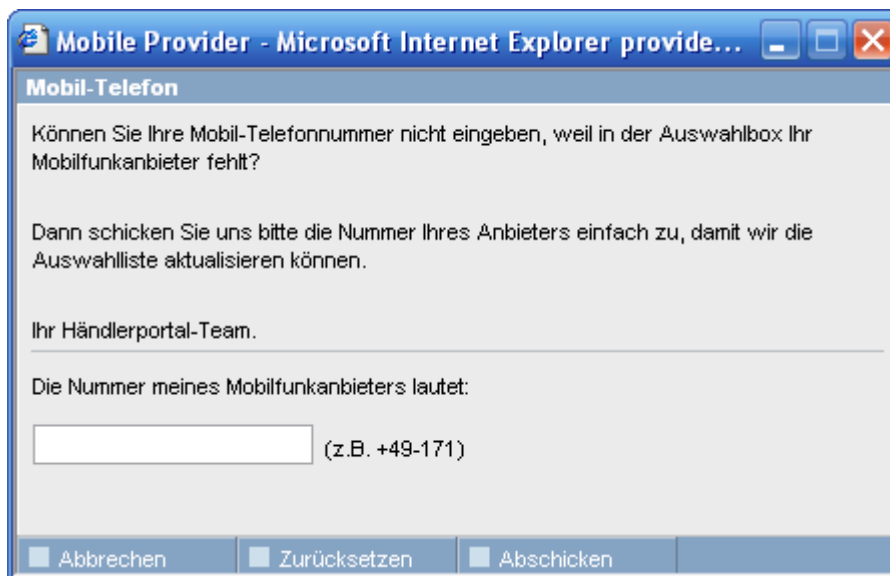 Mobile Provider - Microsoft Internet Explorer provide...
Mobil-Telefon
Können Sie Ihre Mobil-Telefonnummer nicht eingeben, weil in der Auswahlbox Ihr
Mobilfunkanbieter fehlt?
Dann schicken Sie uns bitte die Nummer Ihres Anbieters einfach zu, damit wir die
Auswahlliste aktualisieren können.
Ihr Händlerportal-Team.
Die Nummer meines Mobilfunkanbieters lautet:
(z.B. +49-171)
Abbrechen Zurücksetzen Abschicken